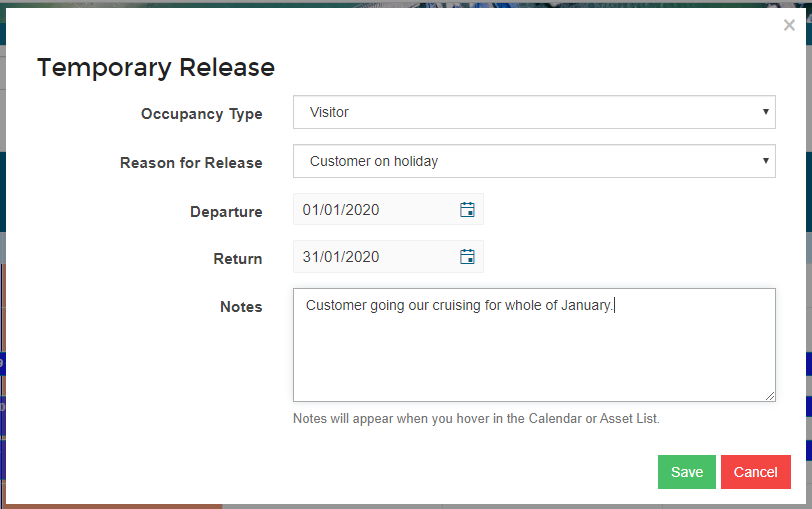 ×
Temporary Release
Occupancy Type Visitor
Reason for Release Customer on holiday
Departure 01/01/2020
Return 31/01/2020
Notes Customer going our cruising for whole of January.
Notes will appear when you hover in the Calendar or Asset List.
Save Cancel